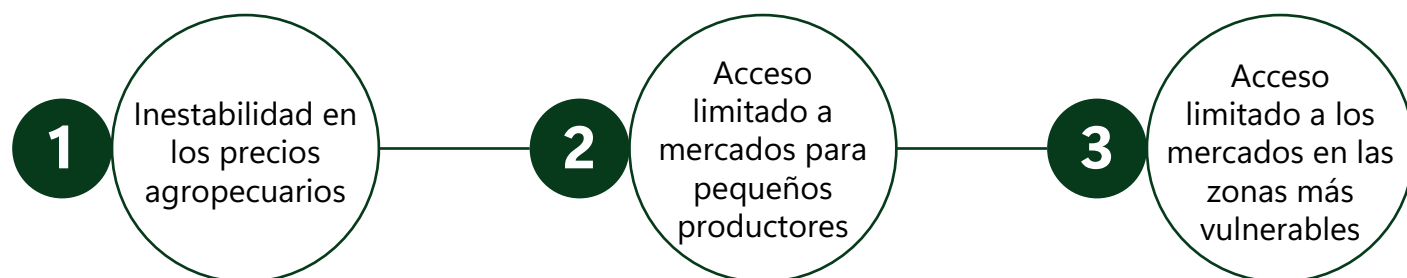 1
Inestabilidad en
los precios
agropecuarios
2
Acceso
limitado a
mercados para
pequeños
productores
3
Acceso
limitado a los
mercados en las
zonas más
vulnerables